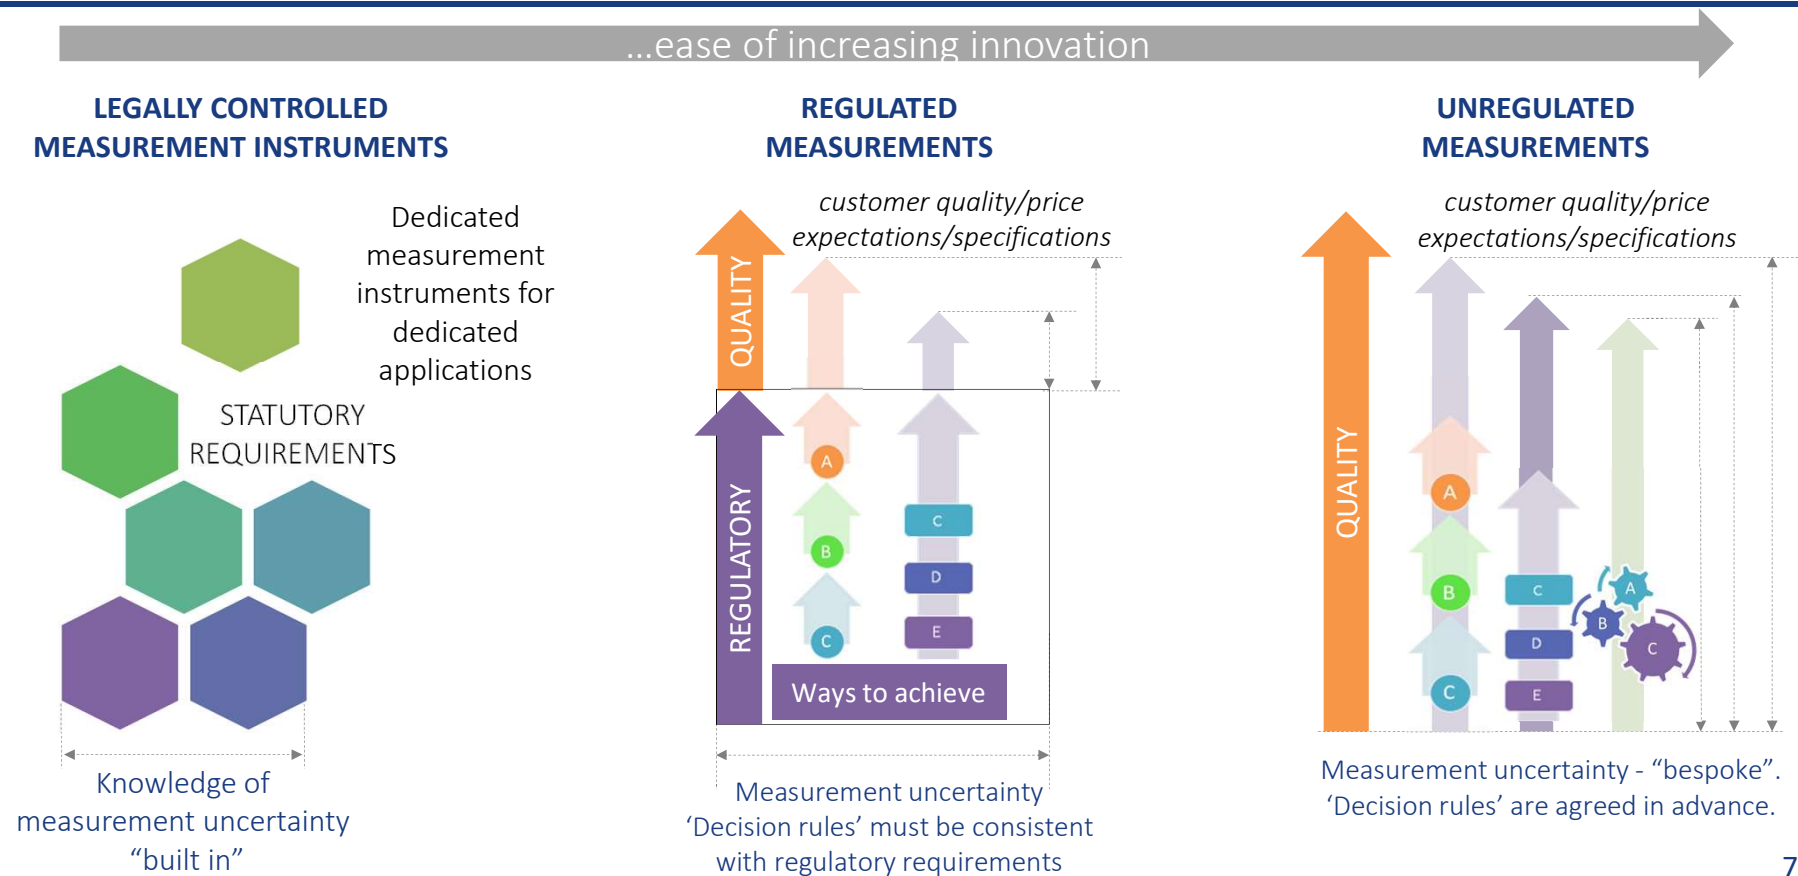 ...ease of increasing innovation
LEGALLY CONTROLLED
MEASUREMENT INSTRUMENTS
Dedicated
measurement
instruments for
dedicated
applications
STATUTORY
REQUIREMENTS
Knowledge of
measurement uncertainty
“built in”
REGULATED
MEASUREMENTS
customer quality/price
expectations/specifications
QUALITY
REGULATORY
A
B
C
C
D
E
Ways to achieve
Measurement uncertainty
‘Decision rules’ must be consistent
with regulatory requirements
UNREGULATED
MEASUREMENTS
customer quality/price
expectations/specifications
QUALITY
A
B
C
C
D
E
A
B
C
Measurement uncertainty - “bespoke”.
‘Decision rules’ are agreed in advance.
7